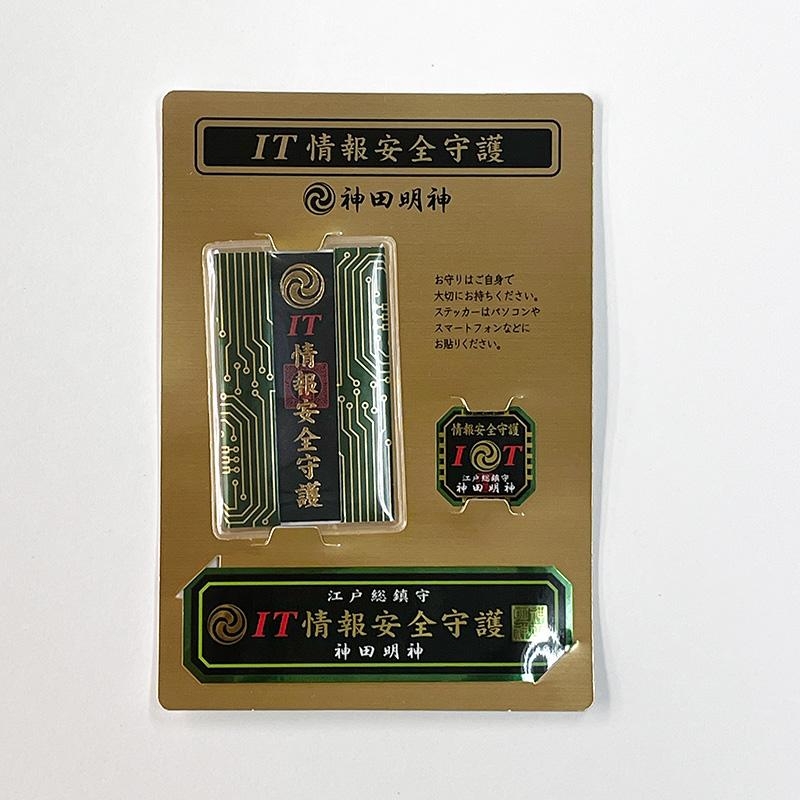 IT情報安全守護
神田明神
IT
情報安全守護
お守りはご自身で
大切にお持ちください。
ステッカーはパソコンや
スマートフォンなどに
お貼りください。
情報安全守護
IT
江戸総鎮守
神田明神
江戸総鎮守
IT情報安全守護
神田明神